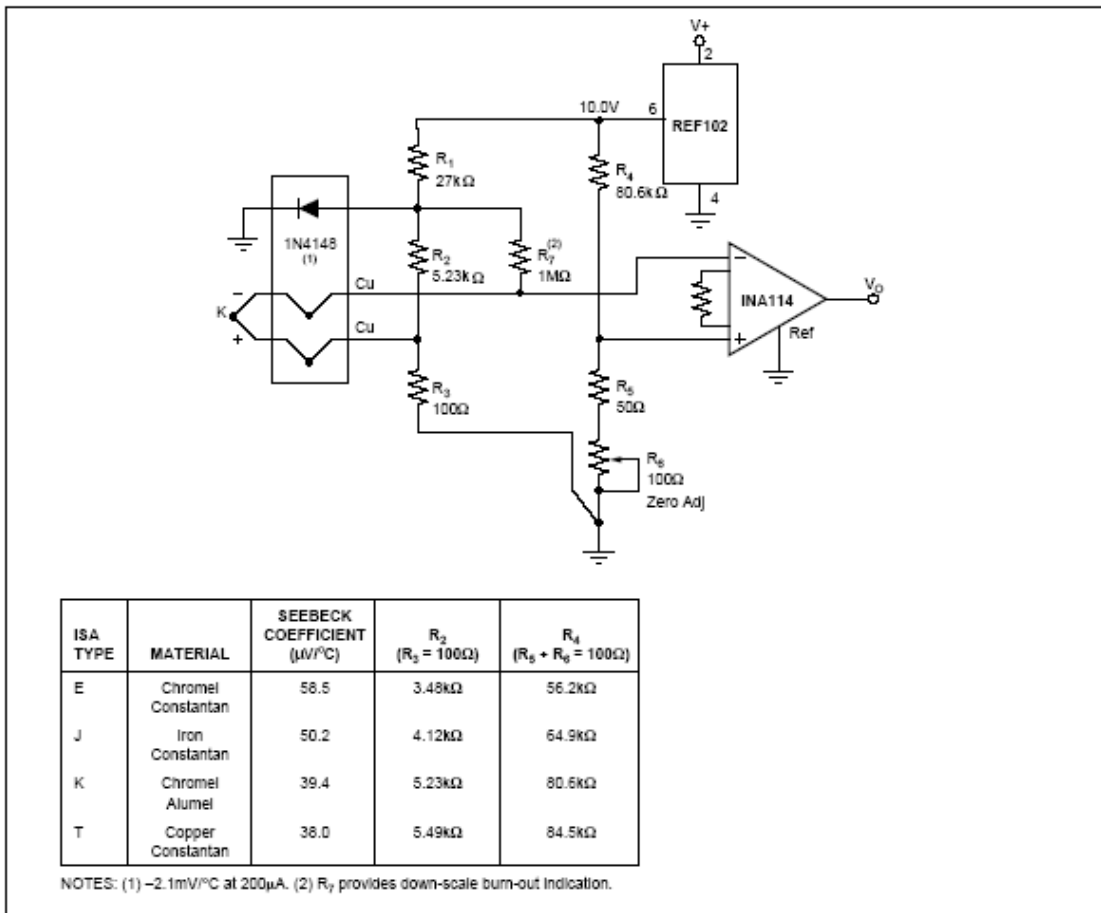 V+
2
10.0V
6
REF102
4
R1
27kΩ
R4
80.6kΩ
1N4148
(1)
R2
5.23kΩ
R7(2)
1MΩ
Cu
Cu
–
K
+
–
INA114
+
VO
Ref
R3
100Ω
R5
50Ω
R6
100Ω
Zero Adj
ISA TYPE
MATERIAL
SEEBECK COEFFICIENT (µV/°C)
R2 (R3 = 100Ω)
R4 (R5 + R6 = 100Ω)
E Chromel Constantan 58.5 3.48kΩ 56.2kΩ
J Iron Constantan 50.2 4.12kΩ 64.9kΩ
K Chromel Alumel 39.4 5.23kΩ 80.6kΩ
T Copper Constantan 38.0 5.49kΩ 84.5kΩ
NOTES: (1) –2.1mV/°C at 200µA. (2) R7 provides down-scale burn-out indication.